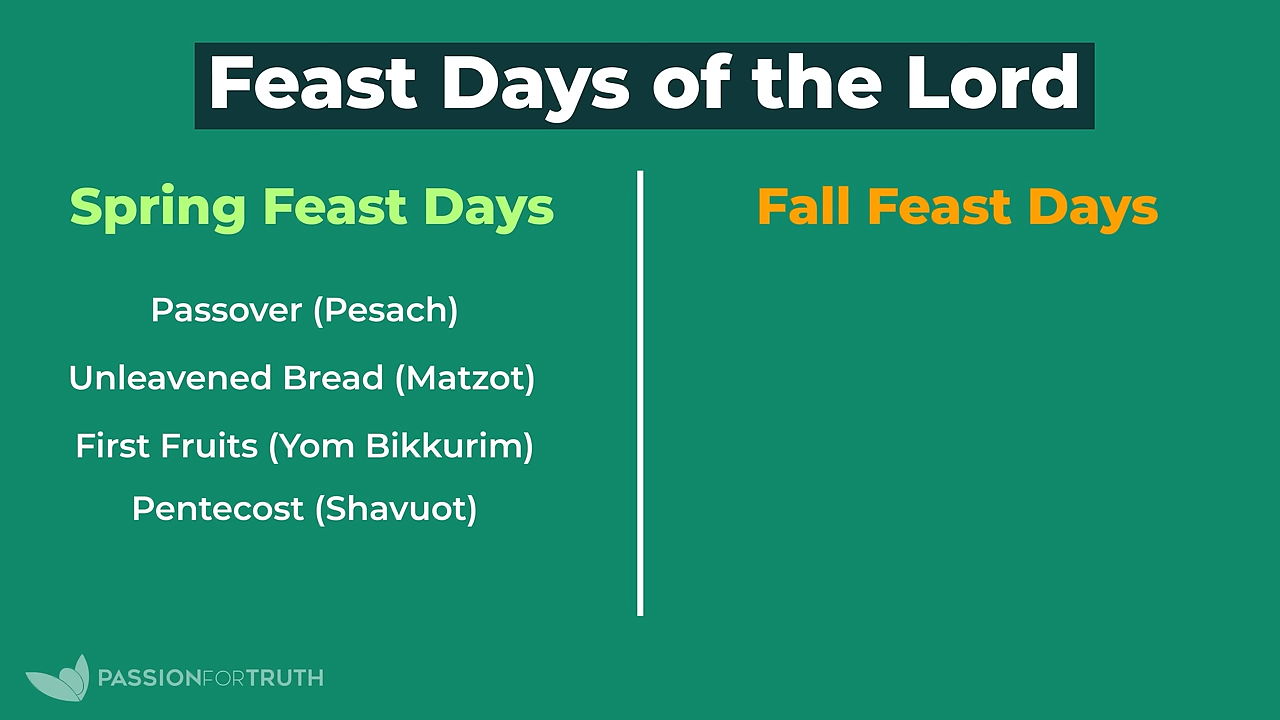 Feast Days of the Lord
Spring Feast Days
Passover (Pesach)
Unleavened Bread (Matzot)
First Fruits (Yom Bikkurim)
Pentecost (Shavuot)
Fall Feast Days
PASSIONFORTRUTH